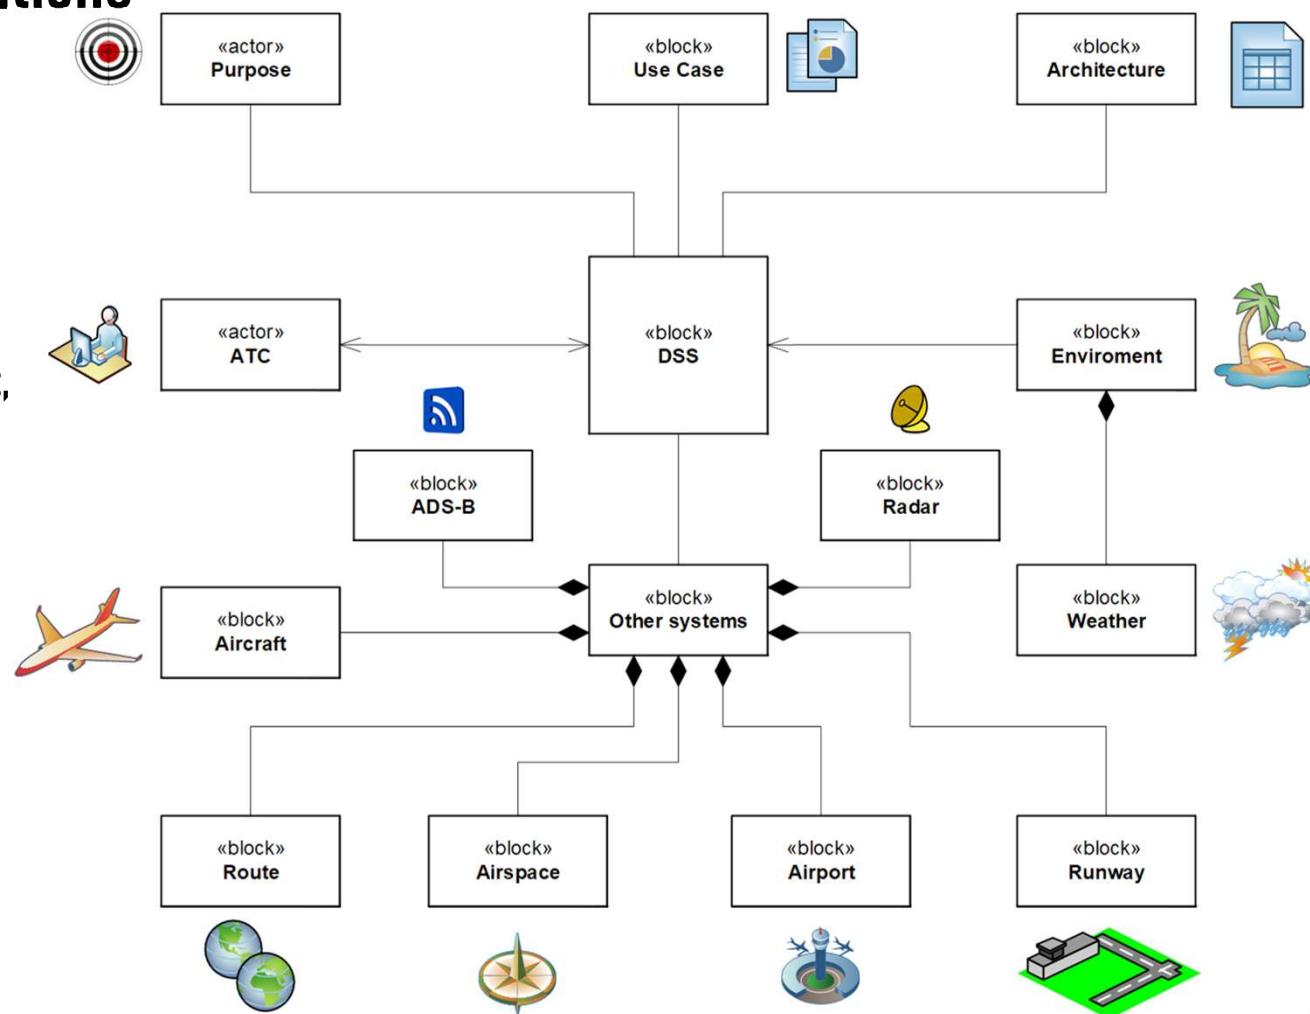 «actor»
Purpose
«block»
Use Case
«block»
Architecture
«actor»
ATC
«block»
DSS
«block»
Enviroment
«block»
ADS-B
«block»
Radar
«block»
Aircraft
«block»
Other systems
«block»
Weather
«block»
Route
«block»
Airspace
«block»
Airport
«block»
Runway